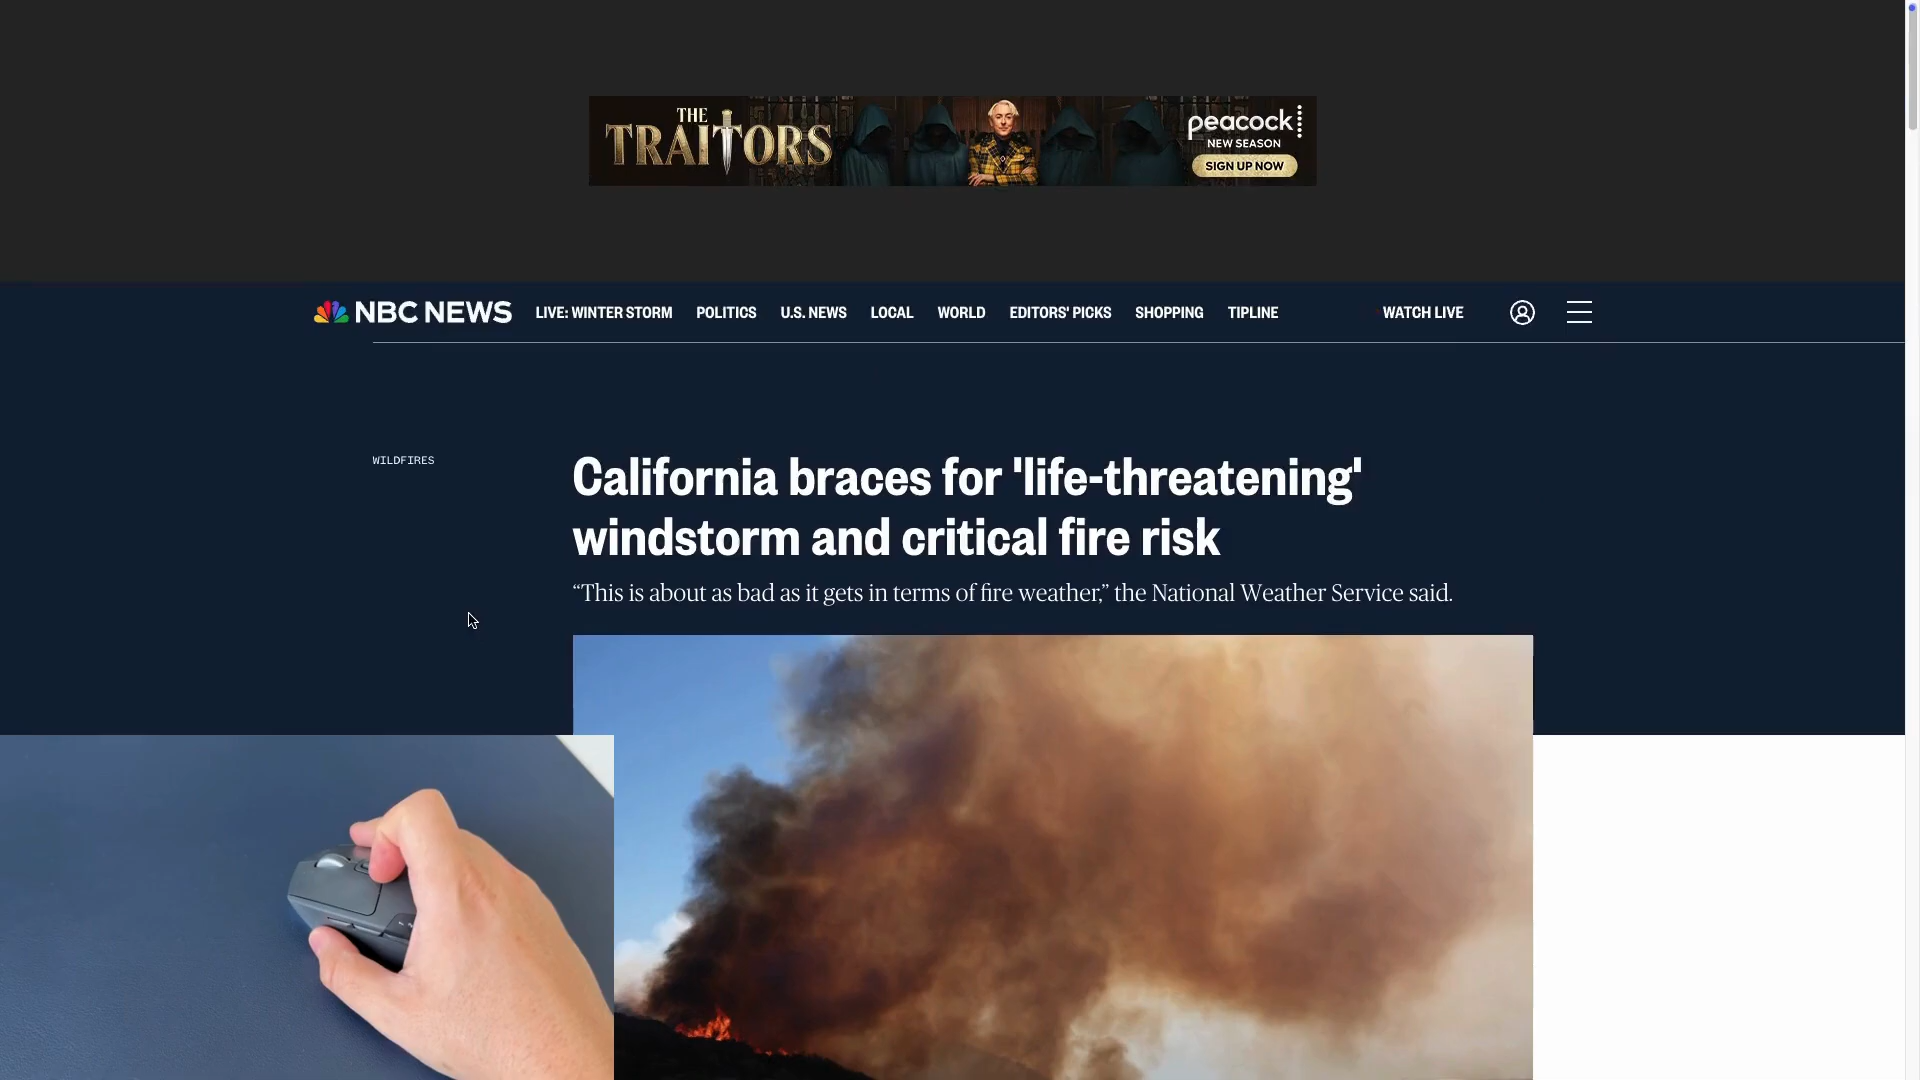 THE
TRAITORS
peacock
NEW SEASON
SIGN UP NOW
NBC NEWS LIVE: WINTER STORM POLITICS U.S. NEWS LOCAL WORLD EDITORS' PICKS SHOPPING TIPLINE WATCH LIVE
WILDFIRES
California braces for 'life-threatening'
windstorm and critical fire risk
“This is about as bad as it gets in terms of fire weather,” the National Weather Service said.